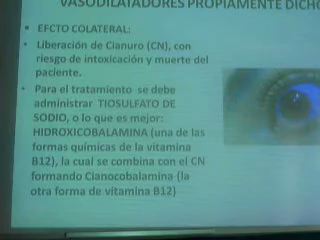 VASODILATADORES PROPIAMENTE DICHO
• EFCTO COLATERAL:
• Liberación de Cianuro (CN), con
riesgo de intoxicación y muerte del
paciente.
• Para el tratamiento se debe
administrar TIOSULFATO DE
SODIO, o lo que es mejor:
HIDROXICOBALAMINA (una de las
formas químicas de la vitamina
B12), la cual se combina con el CN
formando Cianocobalamina (la
otra forma de vitamina B12)